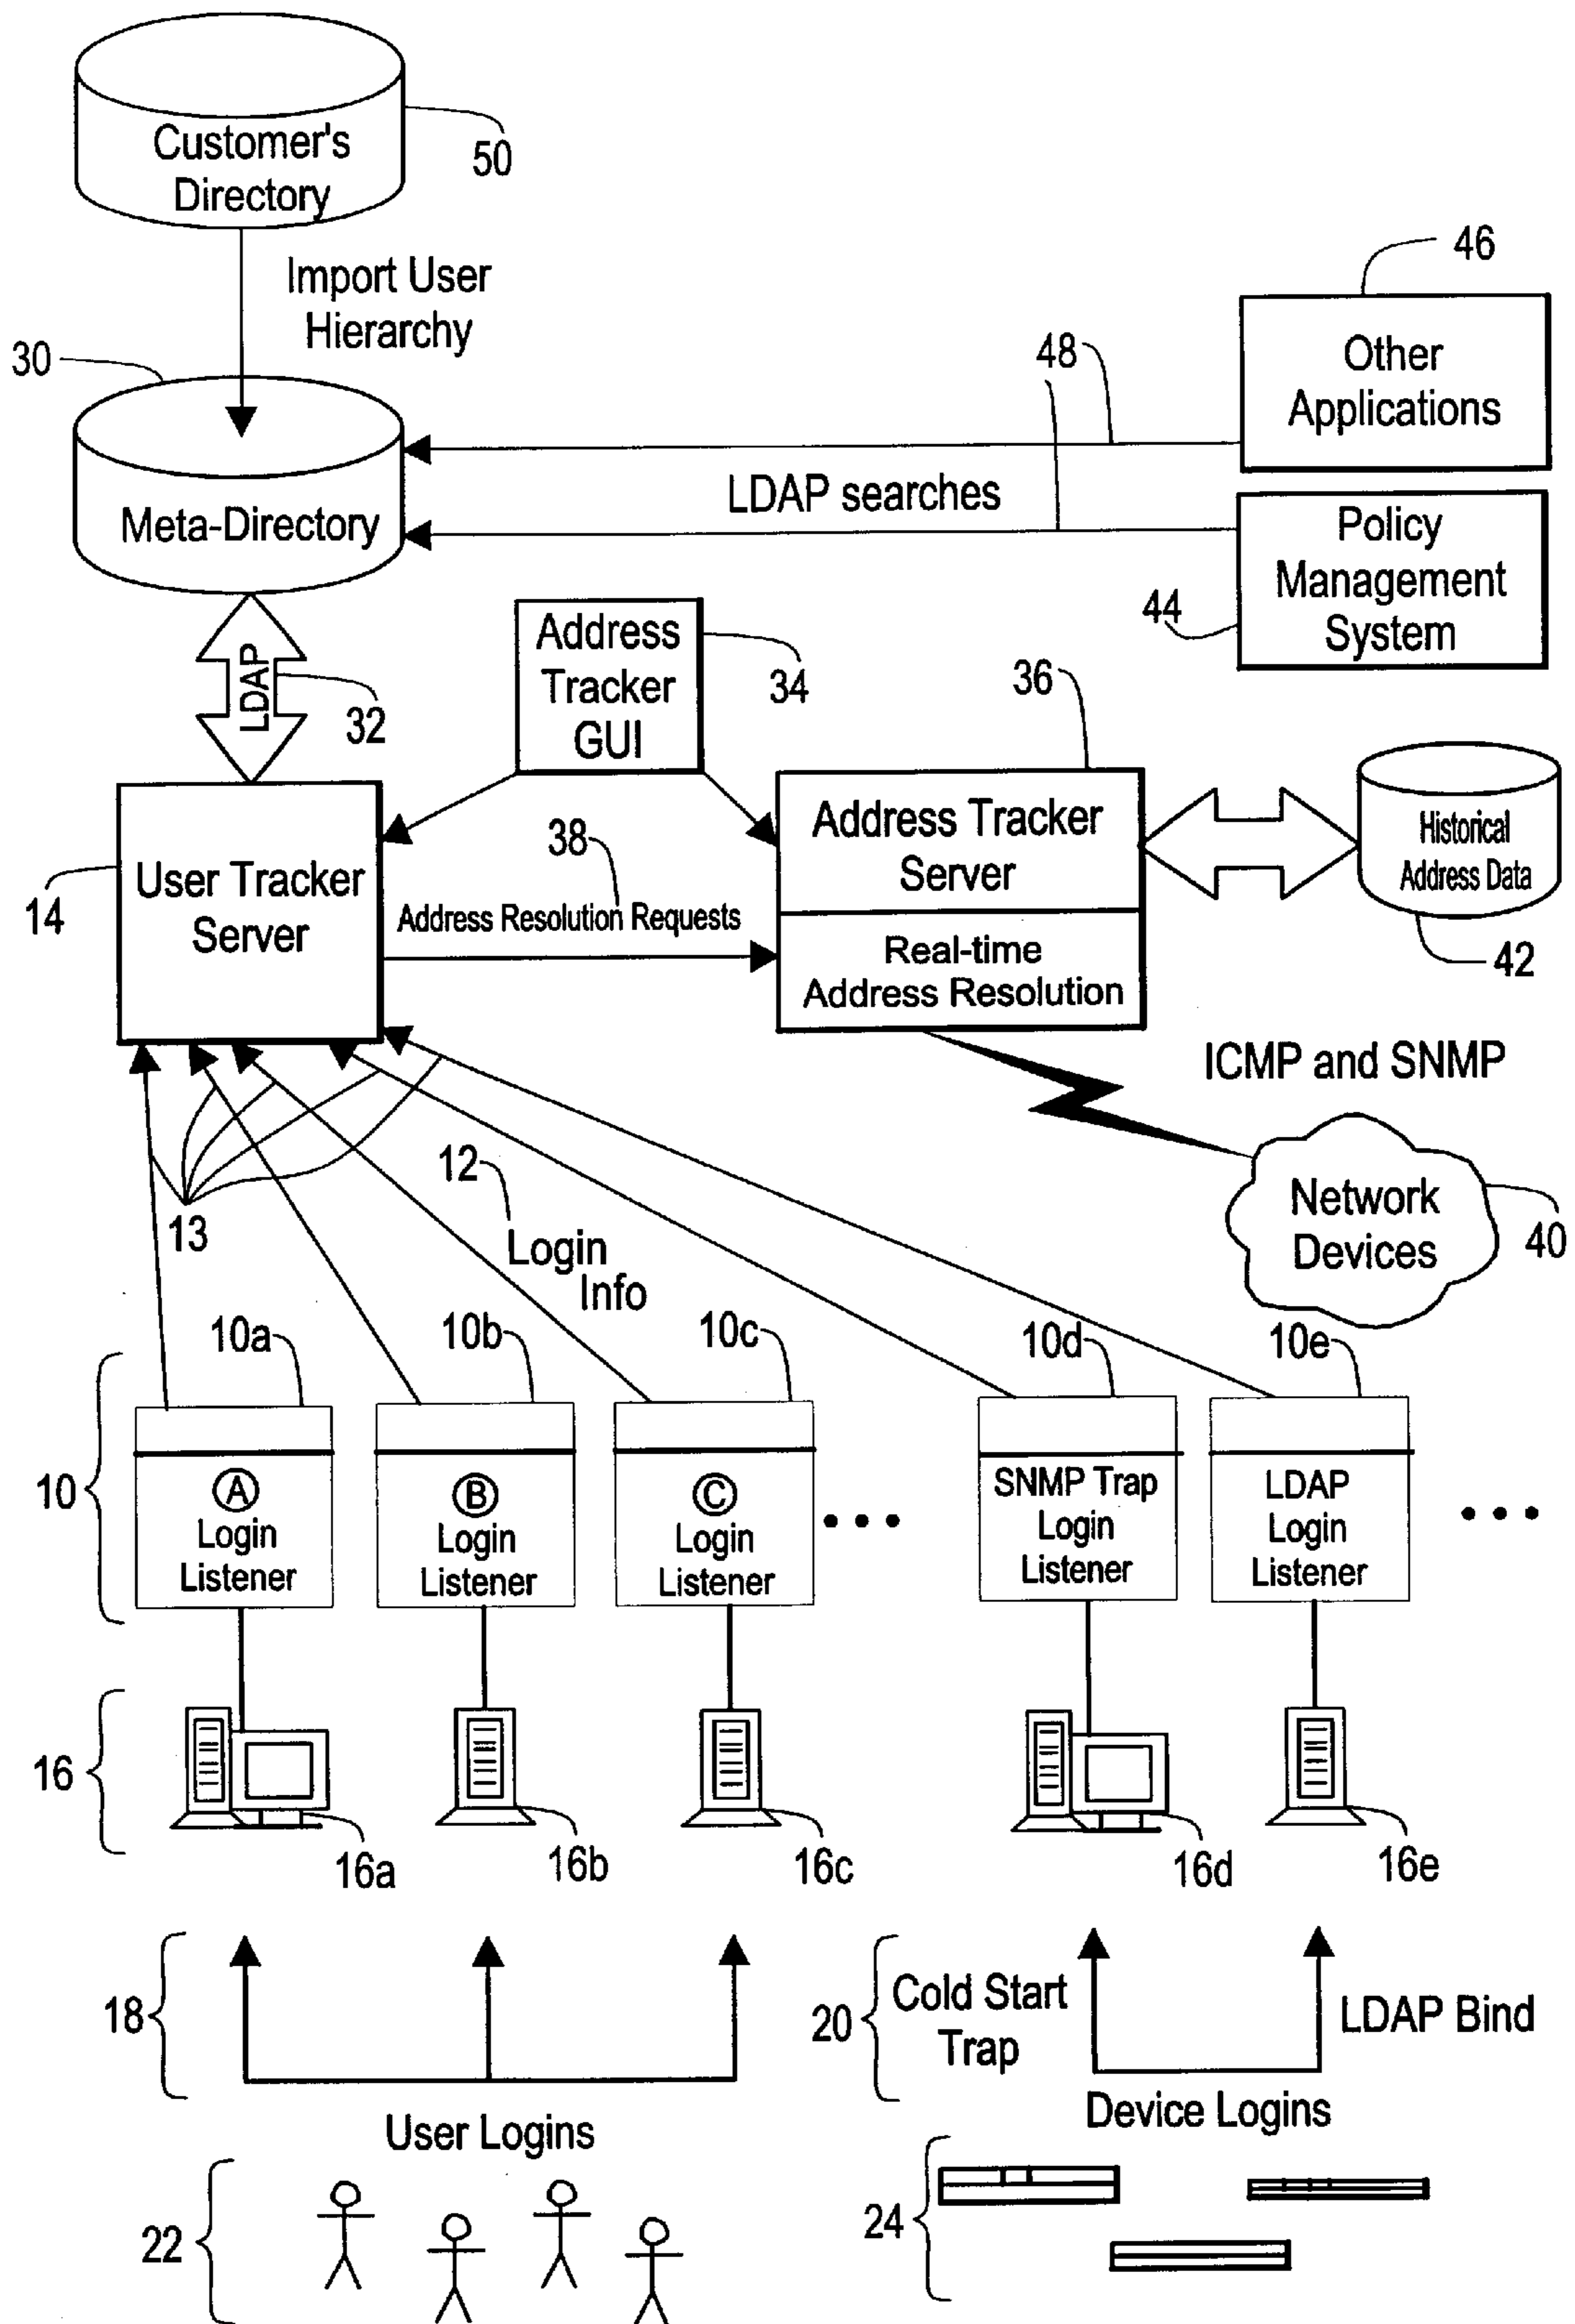 Customer's
Directory
50
Import User
Hierarchy
46
30
48
Other
Applications
LDAP searches
Meta-Directory
Policy
Management
System
44
LDAP
32
Address
Tracker
GUI
34
36
38
Address Tracker
Server
Historical
Address Data
42
14
User Tracker
Server
Address Resolution Requests
Real-time
Address Resolution
ICMP and SNMP
12
13
Login
Info
Network
Devices
40
10a
10b
10c
10d
10e
10
A
Login
Listener
B
Login
Listener
C
Login
Listener
• • •
SNMP Trap
Login
Listener
LDAP
Login
Listener
• • •
16
16a
16b
16c
16d
16e
18
20
Cold Start
Trap
LDAP Bind
User Logins
Device Logins
22
24